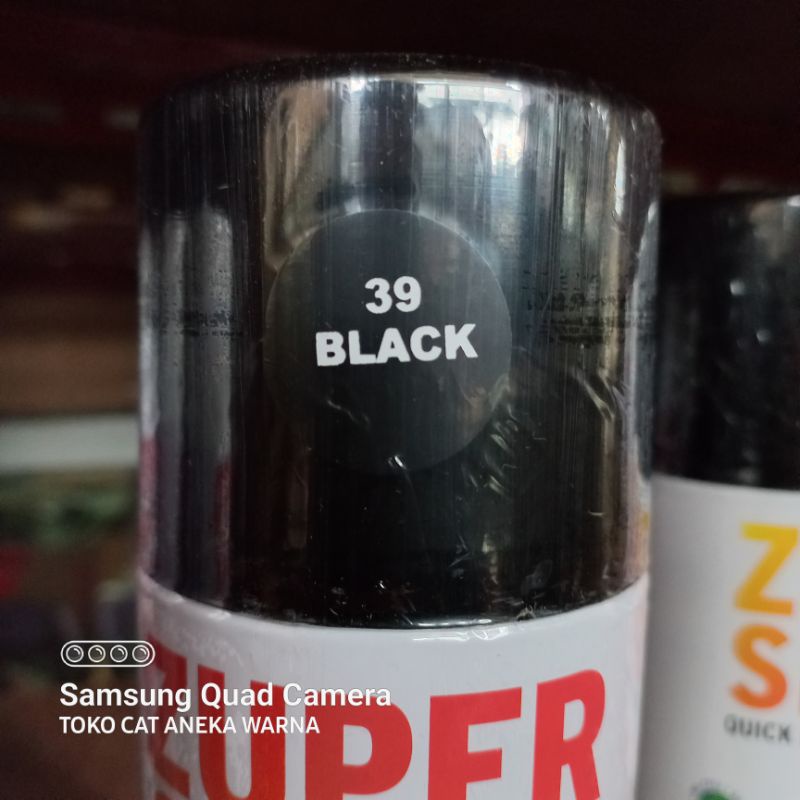 39
BLACK
ZUPER
Z
S
QUICK
Samsung Quad Camera
TOKO CAT ANEKA WARNA